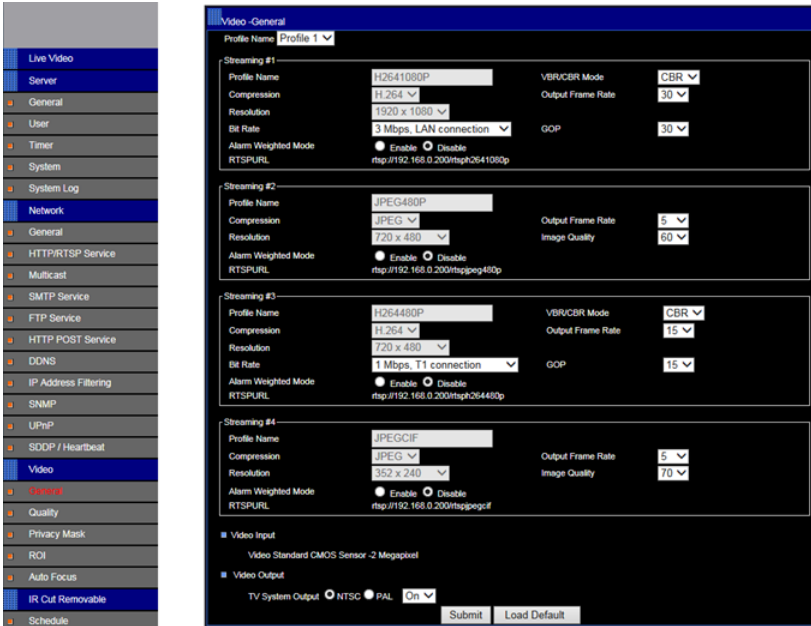 Live Video
Server
General
User
Timer
System
System Log
Network
General
HTTP/RTSP Service
Multicast
SMTP Service
FTP Service
HTTP POST Service
DDNS
IP Address Filtering
SNMP
UPnP
SDDP / Heartbeat
Video
General
Quality
Privacy Mask
ROI
Auto Focus
IR Cut Removable
Schedule
Video -General
Profile Name Profile 1
Streaming #1
Profile Name H2641080P VBR/CBR Mode CBR
Compression H.264 Output Frame Rate 30
Resolution 1920 x 1080
Bit Rate 3 Mbps, LAN connection GOP 30
Alarm Weighted Mode Enable Disable
RTSPURL rtsp://192.168.0.200/rtsph2641080p
Streaming #2
Profile Name JPEG480P
Compression JPEG Output Frame Rate 5
Resolution 720 x 480 Image Quality 60
Alarm Weighted Mode Enable Disable
RTSPURL rtsp://192.168.0.200/rtspjpeg480p
Streaming #3
Profile Name H264480P VBR/CBR Mode CBR
Compression H.264 Output Frame Rate 15
Resolution 720 x 480
Bit Rate 1 Mbps, T1 connection GOP 15
Alarm Weighted Mode Enable Disable
RTSPURL rtsp://192.168.0.200/rtsph264480p
Streaming #4
Profile Name JPEGCIF
Compression JPEG Output Frame Rate 5
Resolution 352 x 240 Image Quality 70
Alarm Weighted Mode Enable Disable
RTSPURL rtsp://192.168.0.200/rtspjpegcif
Video Input
Video Standard CMOS Sensor -2 Megapixel
Video Output
TV System Output NTSC PAL On
Submit Load Default